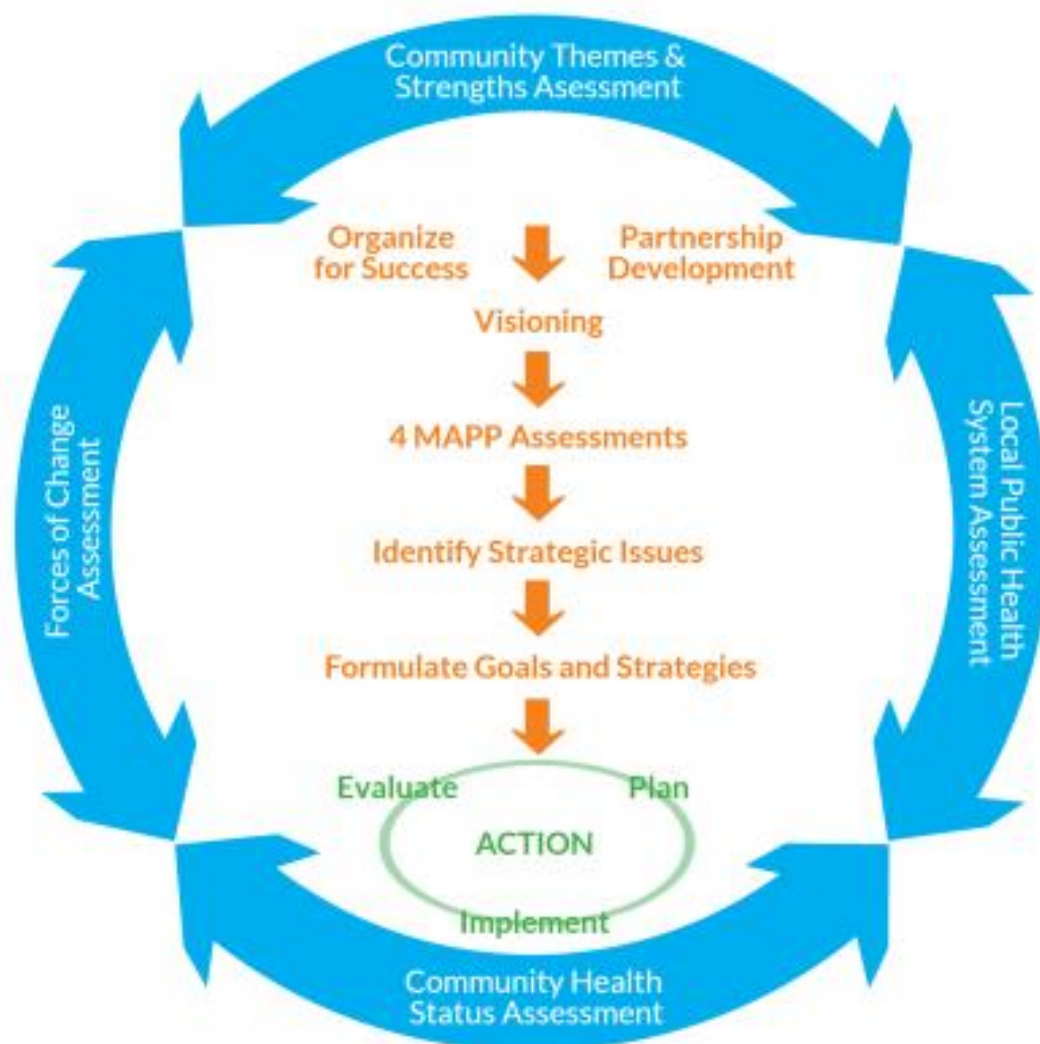 Community Themes &
Strengths Asessment
Organize
for Success
Partnership
Development
Visioning
4 MAPP Assessments
Identify Strategic Issues
Formulate Goals and Strategies
Evaluate
Plan
ACTION
Implement
Forces of Change
Assessment
Local Public Health
System Assessment
Community Health
Status Assessment